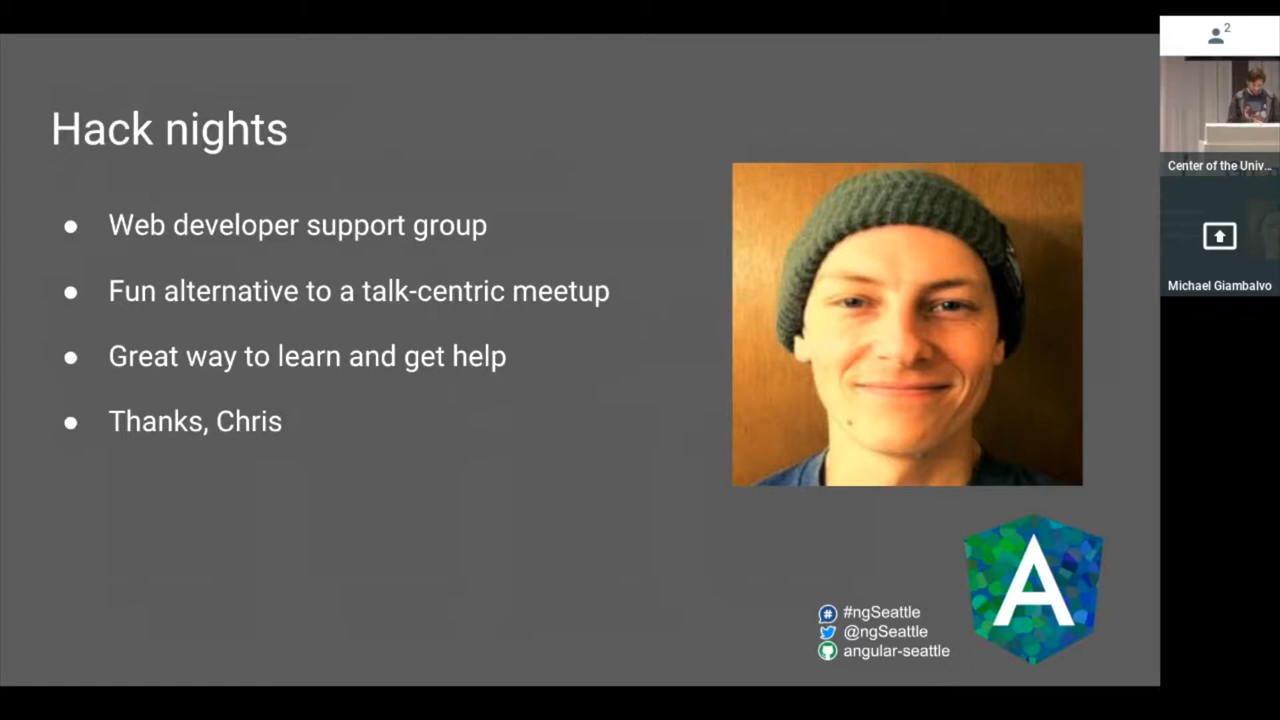 Hack nights
● Web developer support group
● Fun alternative to a talk-centric meetup
● Great way to learn and get help
● Thanks, Chris
#ngSeattle
@ngSeattle
angular-seattle
A
2
Center of the Univ...
Michael Giambalvo